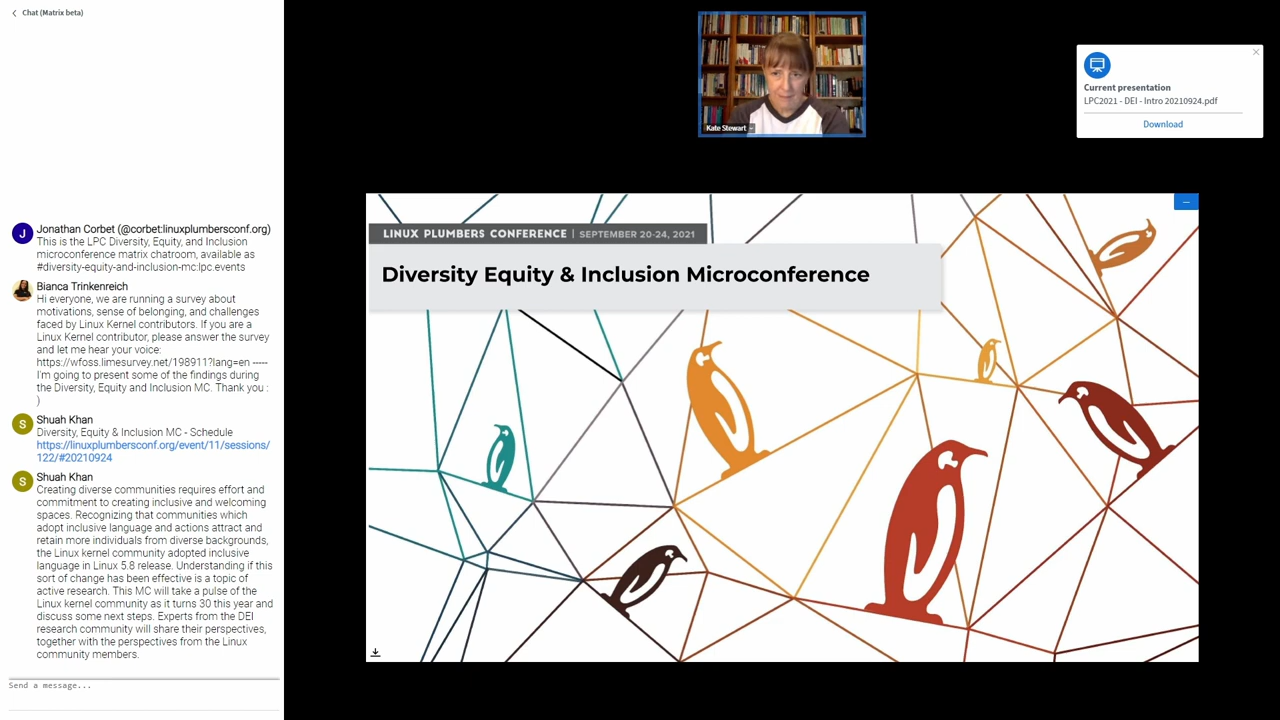 Chat (Matrix beta)
J
Jonathan Corbet (@corbet:linuxplumbersconf.org)
This is the LPC Diversity, Equity, and Inclusion
microconference matrix chatroom, available as
#diversity-equity-and-inclusion-mc:lpc.events
Bianca Trinkenreich
Hi everyone, we are running a survey about
motivations, sense of belonging, and challenges
faced by Linux Kernel contributors. If you are a
Linux Kernel contributor, please answer the survey
and let me hear your voice:
https://wfoss.limesurvey.net/198911?lang=en -----
I'm going to present some of the findings during
the Diversity, Equity and Inclusion MC. Thank you :
)
S
Shuah Khan
Diversity, Equity & Inclusion MC - Schedule
https://linuxplumbersconf.org/event/11/sessions/
122/#20210924
S
Shuah Khan
Creating diverse communities requires effort and
commitment to creating inclusive and welcoming
spaces. Recognizing that communities which
adopt inclusive language and actions attract and
retain more individuals from diverse backgrounds,
the Linux kernel community adopted inclusive
language in Linux 5.8 release. Understanding if this
sort of change has been effective is a topic of
active research. This MC will take a pulse of the
Linux kernel community as it turns 30 this year and
discuss some next steps. Experts from the DEI
research community will share their perspectives,
together with the perspectives from the Linux
community members.
Send a message...
Kate Stewart
Current presentation
LPC2021 - DEI - Intro 20210924.pdf
Download
LINUX PLUMBERS CONFERENCE | SEPTEMBER 20-24, 2021
Diversity Equity & Inclusion Microconference